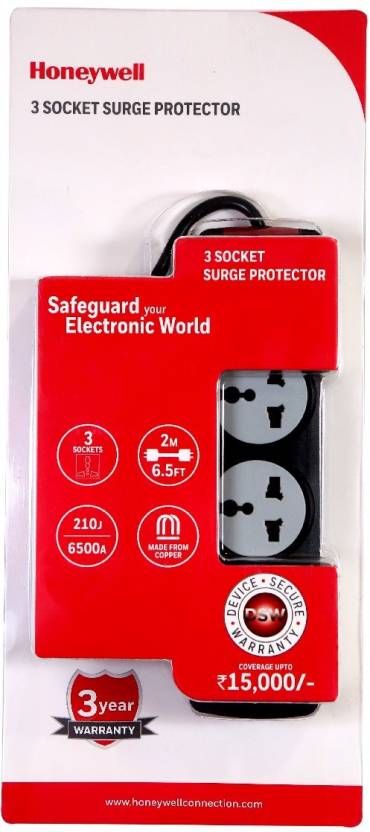 Honeywell
3 SOCKET SURGE PROTECTOR
3 SOCKET
SURGE PROTECTOR
Safeguard your
Electronic World
3
SOCKETS
2M
6.5FT
210J
6500A
MADE FROM
COPPER
DEVICE • SECURE
DSW
• WARRANTY •
COVERAGE UPTO
₹15,000/-
3 year
WARRANTY
www.honeywellconnection.com